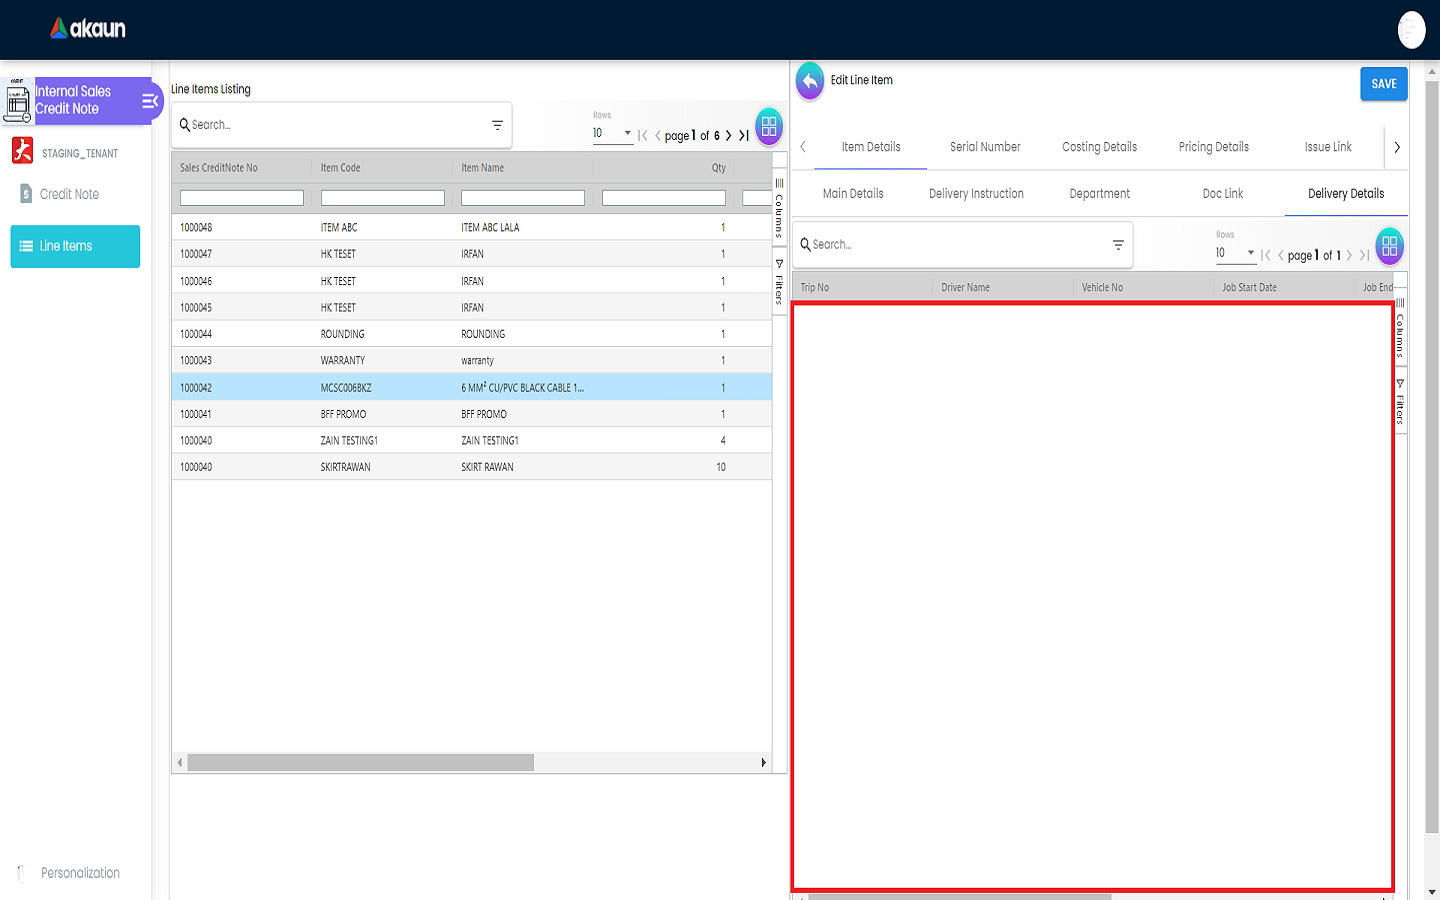 akaun
Internal Sales
Credit Note
STAGING_TENANT
Credit Note
Line Items
Personalization
Line Items Listing
Search...
Rows
10
page 1 of 6
Sales CreditNote No Item Code Item Name Qty
1000048 ITEM ABC ITEM ABC LALA 1
1000047 HK TESET IRFAN 1
1000046 HK TESET IRFAN 1
1000045 HK TESET IRFAN 1
1000044 ROUNDING ROUNDING 1
1000043 WARRANTY warranty 1
1000042 MCSC006BKZ 6 MM² CU/PVC BLACK CABLE 1... 1
1000041 BFF PROMO BFF PROMO 1
1000040 ZAIN TESTING1 ZAIN TESTING1 4
1000040 SKIRTRAWAN SKIRT RAWAN 10
Columns
Filters
Edit Line Item
SAVE
Item Details Serial Number Costing Details Pricing Details Issue Link
Main Details Delivery Instruction Department Doc Link Delivery Details
Search...
Rows
10
page 1 of 1
Trip No Driver Name Vehicle No Job Start Date Job End
Columns
Filters